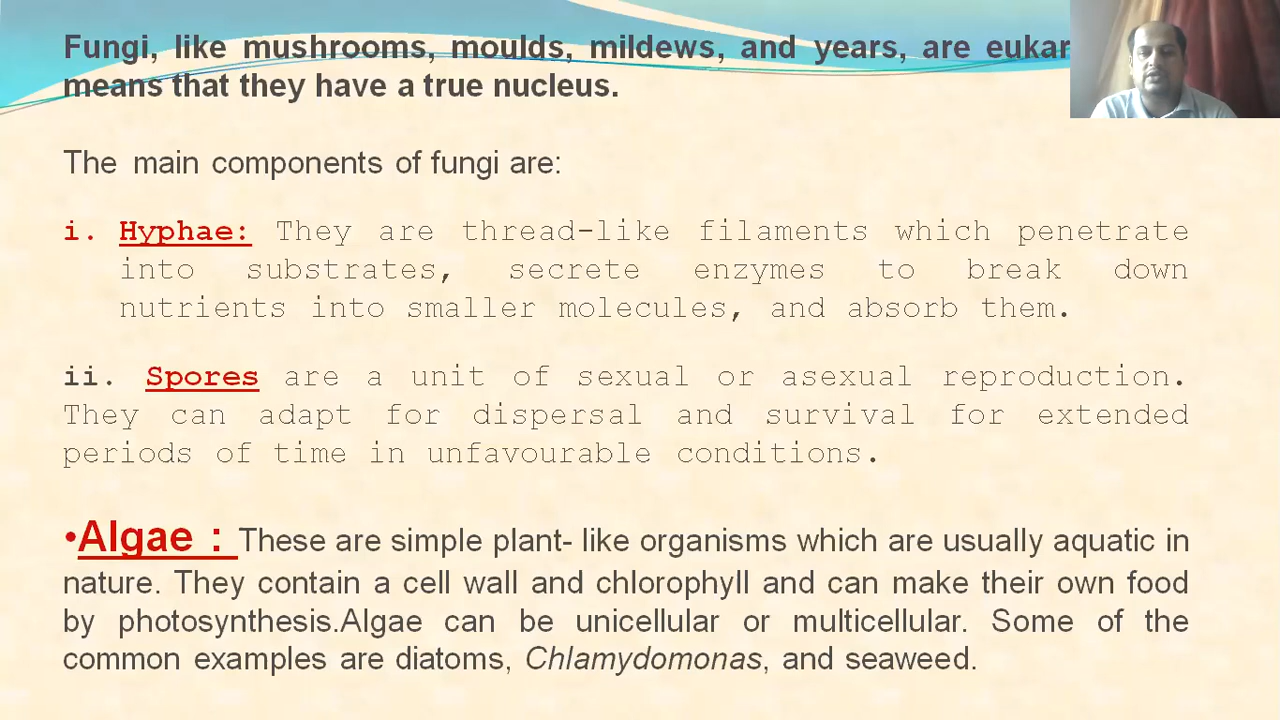 Fungi, like mushrooms, moulds, mildews, and years, are eukar
means that they have a true nucleus.
The main components of fungi are:
i. Hyphae: They are thread-like filaments which penetrate
into substrates, secrete enzymes to break down
nutrients into smaller molecules, and absorb them.
ii. Spores are a unit of sexual or asexual reproduction.
They can adapt for dispersal and survival for extended
periods of time in unfavourable conditions.
•Algae : These are simple plant- like organisms which are usually aquatic in
nature. They contain a cell wall and chlorophyll and can make their own food
by photosynthesis.Algae can be unicellular or multicellular. Some of the
common examples are diatoms, Chlamydomonas, and seaweed.